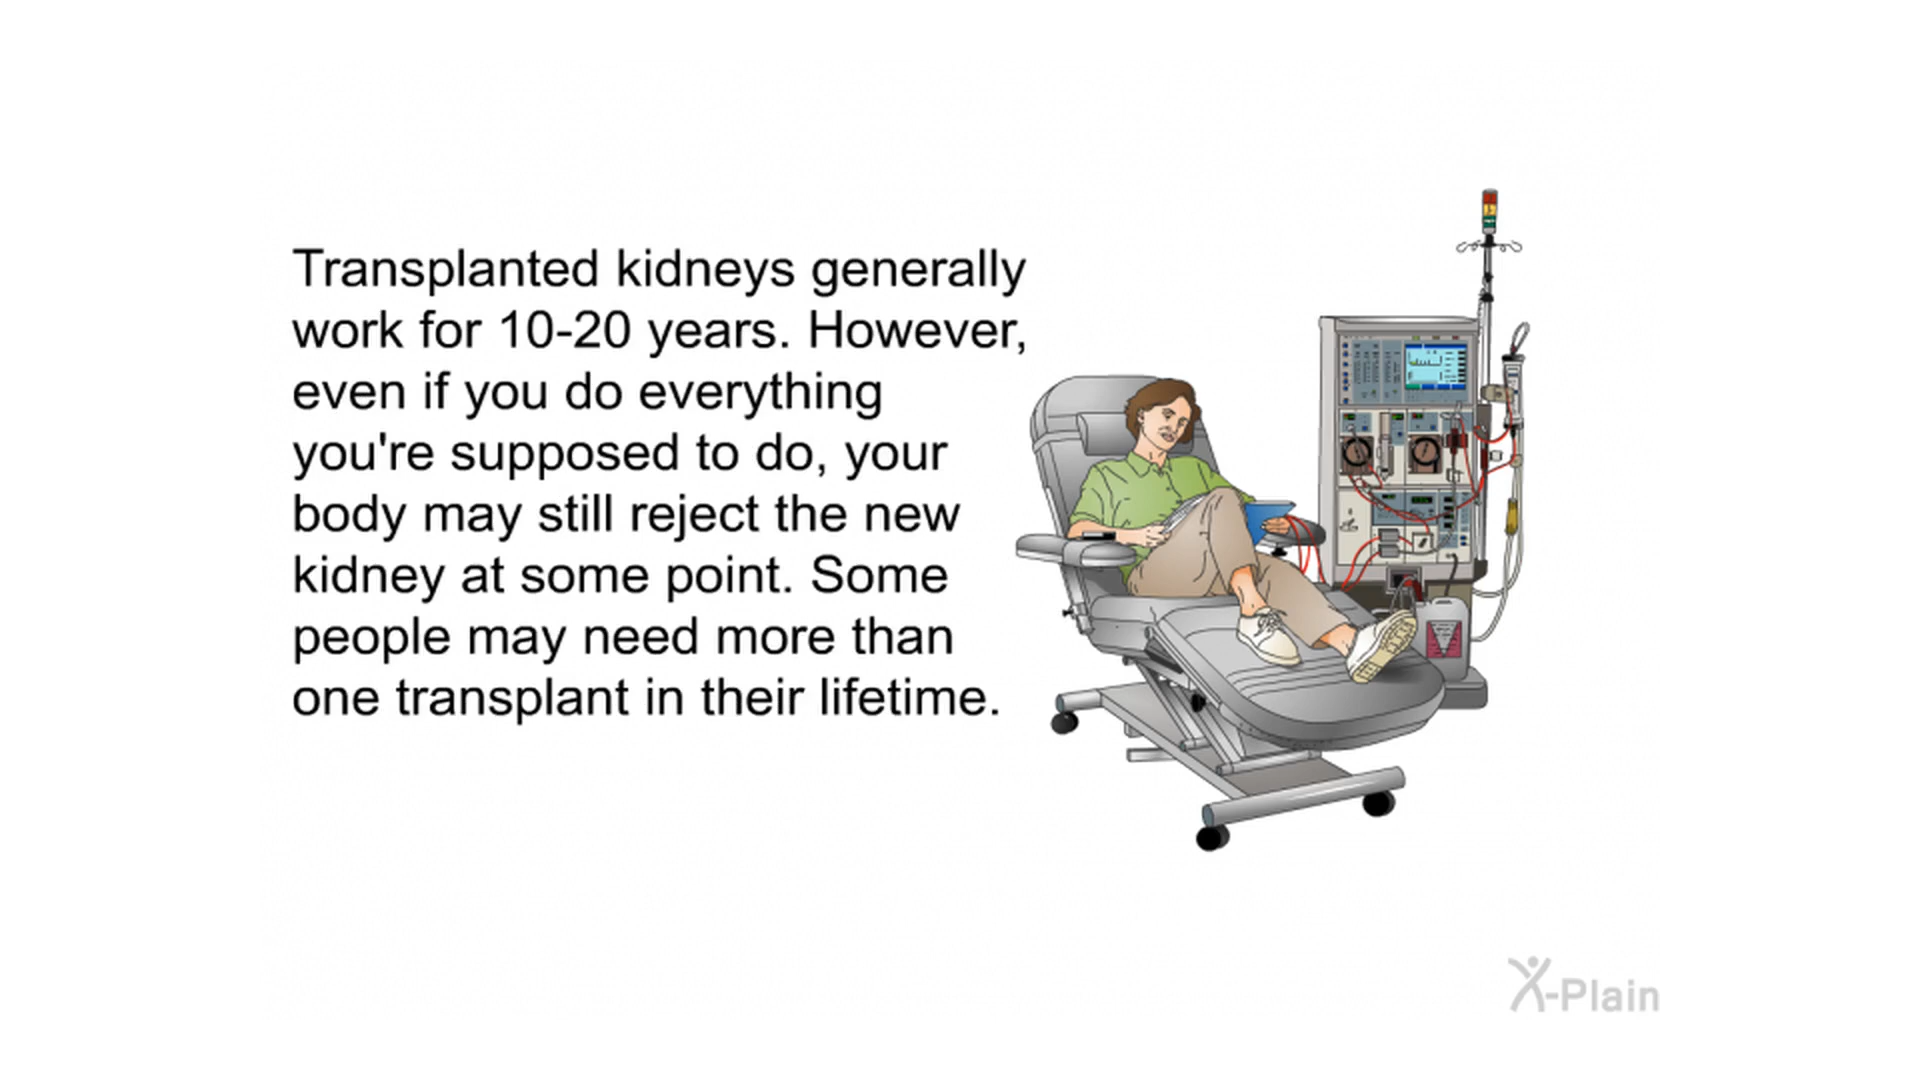 Transplanted kidneys generally
work for 10-20 years. However,
even if you do everything
you're supposed to do, your
body may still reject the new
kidney at some point. Some
people may need more than
one transplant in their lifetime.
X-Plain